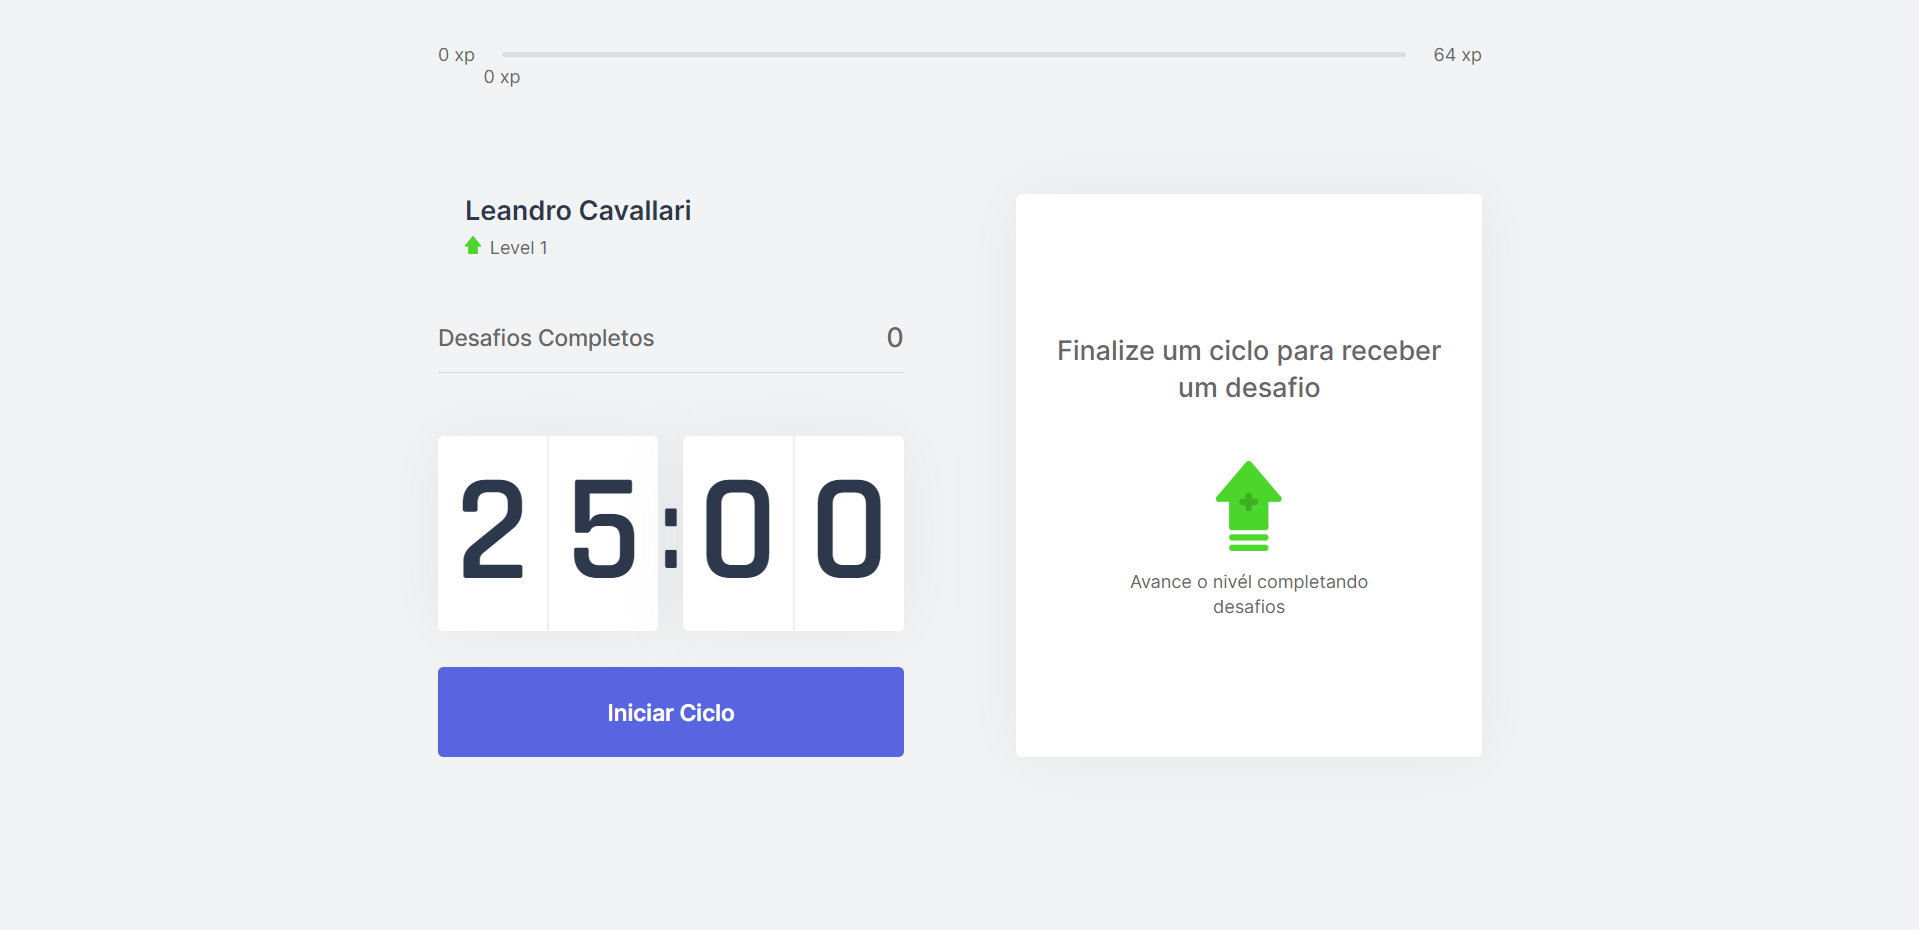 0 xp
64 xp
0 xp
Leandro Cavallari
Level 1
Desafios Completos
0
25:00
Iniciar Ciclo
Finalize um ciclo para receber
um desafio
Avance o nivél completando
desafios